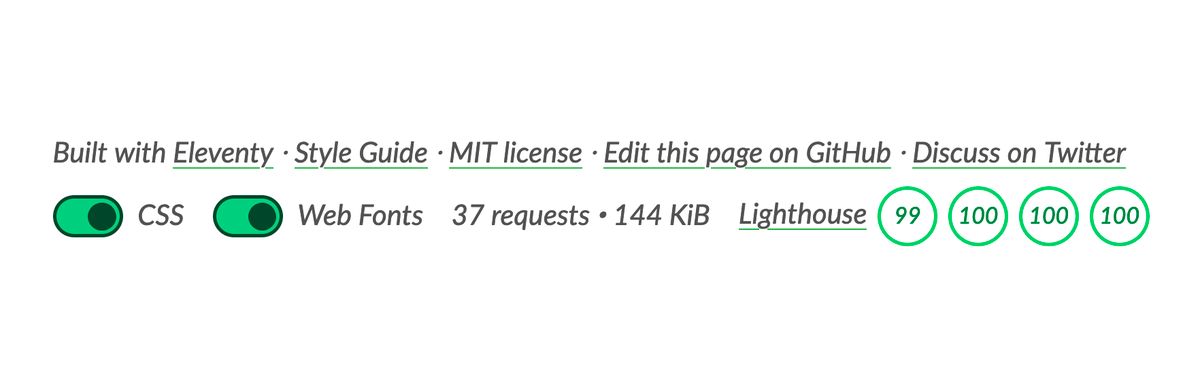 Built with Eleventy · Style Guide · MIT license · Edit this page on GitHub · Discuss on Twitter
CSS Web Fonts 37 requests • 144 KiB Lighthouse 99 100 100 100